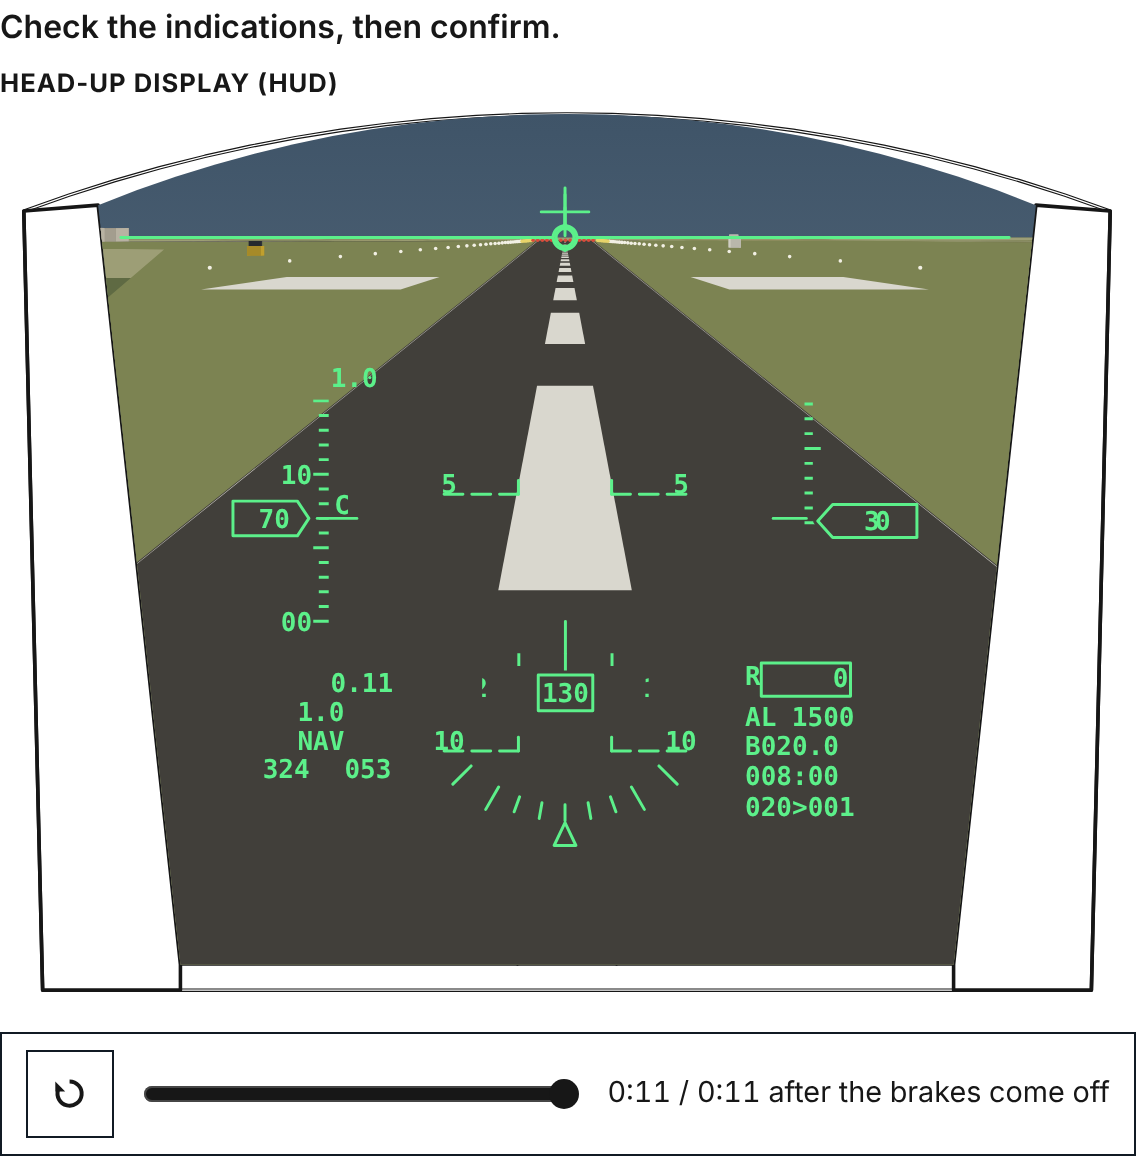 Check the indications, then confirm.
HEAD-UP DISPLAY (HUD)
1.0
10
5 5
C
70
30
00
R 0
0.11
130
AL 1500
1.0
B020.0
NAV
10 10
324 053
008:00
020>001
0:11 / 0:11 after the brakes come off